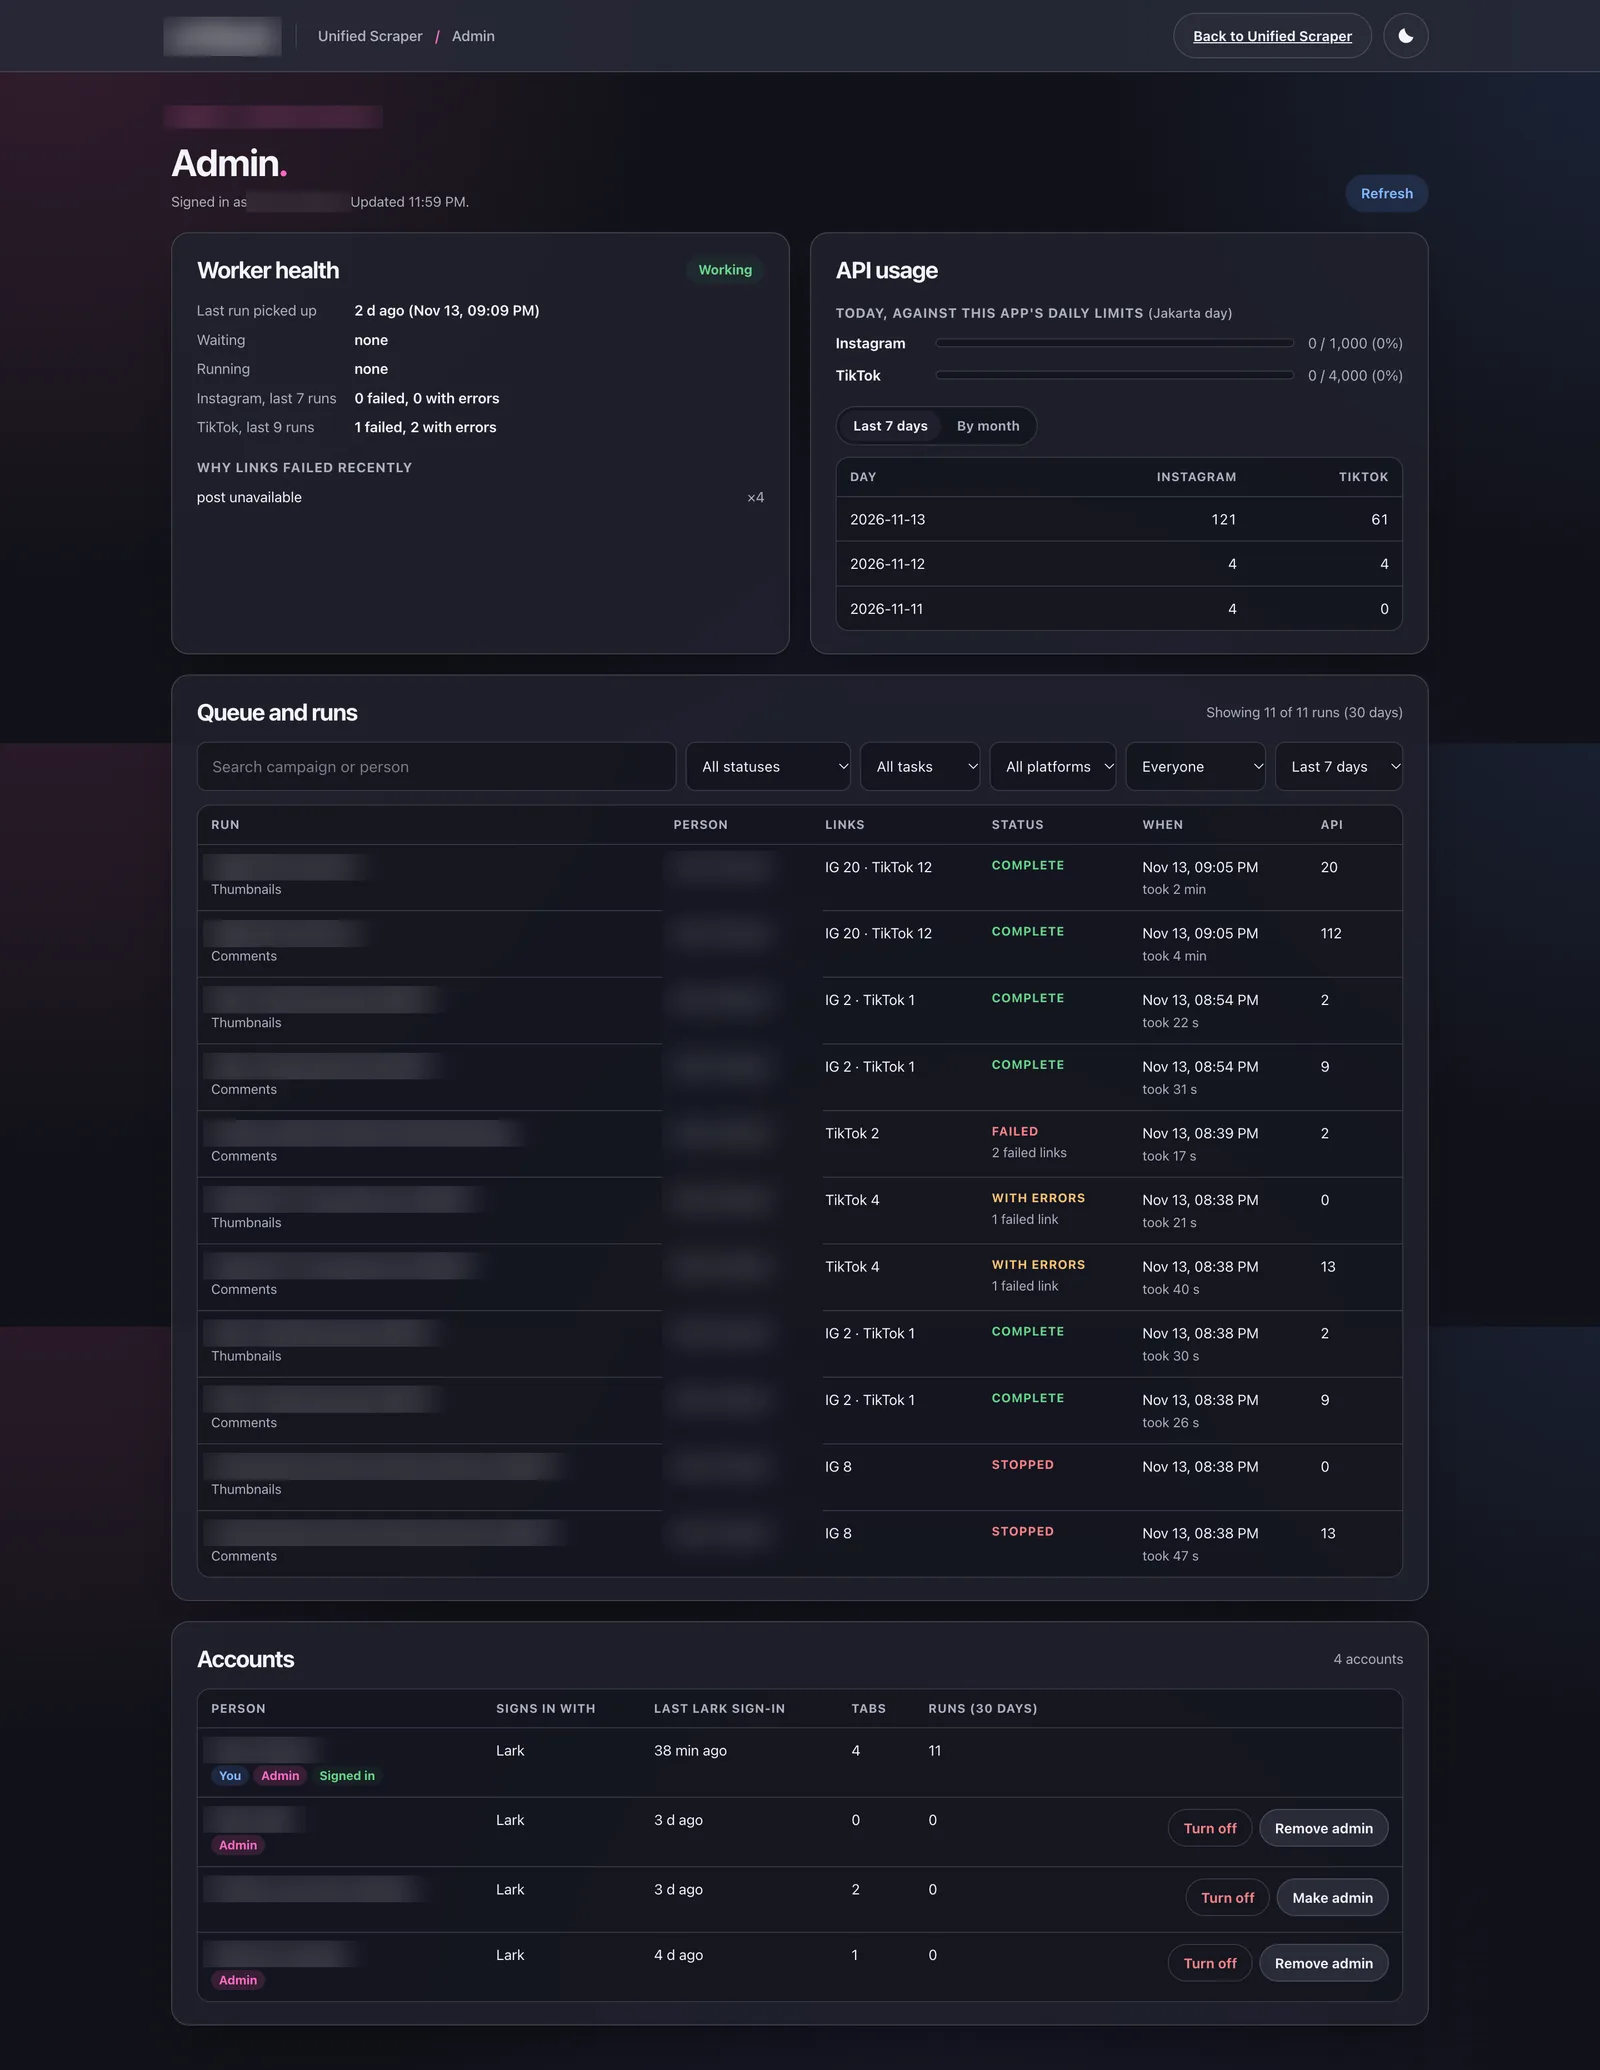 Unified Scraper / Admin
Back to Unified Scraper
Admin.
Signed in as
Updated 11:59 PM.
Refresh
Worker health
Working
Last run picked up 2 d ago (Nov 13, 09:09 PM)
Waiting none
Running none
Instagram, last 7 runs 0 failed, 0 with errors
TikTok, last 9 runs 1 failed, 2 with errors
WHY LINKS FAILED RECENTLY
post unavailable ×4
API usage
TODAY, AGAINST THIS APP'S DAILY LIMITS (Jakarta day)
Instagram 0 / 1,000 (0%)
TikTok 0 / 4,000 (0%)
Last 7 days By month
DAY INSTAGRAM TIKTOK
2026-11-13 121 61
2026-11-12 4 4
2026-11-11 4 0
Queue and runs
Showing 11 of 11 runs (30 days)
Search campaign or person All statuses All tasks All platforms Everyone Last 7 days
RUN PERSON LINKS STATUS WHEN API
IG 20 · TikTok 12 COMPLETE Nov 13, 09:05 PM 20
Thumbnails took 2 min
IG 20 · TikTok 12 COMPLETE Nov 13, 09:05 PM 112
Comments took 4 min
IG 2 · TikTok 1 COMPLETE Nov 13, 08:54 PM 2
Thumbnails took 22 s
IG 2 · TikTok 1 COMPLETE Nov 13, 08:54 PM 9
Comments took 31 s
TikTok 2 FAILED Nov 13, 08:39 PM 2
Comments 2 failed links took 17 s
TikTok 4 WITH ERRORS Nov 13, 08:38 PM 0
Thumbnails 1 failed link took 21 s
TikTok 4 WITH ERRORS Nov 13, 08:38 PM 13
Comments 1 failed link took 40 s
IG 2 · TikTok 1 COMPLETE Nov 13, 08:38 PM 2
Thumbnails took 30 s
IG 2 · TikTok 1 COMPLETE Nov 13, 08:38 PM 9
Comments took 26 s
IG 8 STOPPED Nov 13, 08:38 PM 0
Thumbnails
IG 8 STOPPED Nov 13, 08:38 PM 13
Comments took 47 s
Accounts
4 accounts
PERSON SIGNS IN WITH LAST LARK SIGN-IN TABS RUNS (30 DAYS)
Lark 38 min ago 4 11
You Admin Signed in
Lark 3 d ago 0 0 Turn off Remove admin
Admin
Lark 3 d ago 2 0 Turn off Make admin
Lark 4 d ago 1 0 Turn off Remove admin
Admin